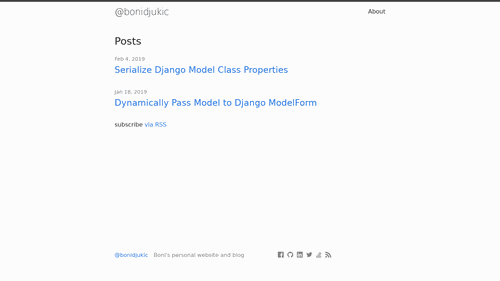 @bonidjukic
About
Posts
Feb 4, 2019
Serialize Django Model Class Properties
Jan 18, 2019
Dynamically Pass Model to Django ModelForm
subscribe via RSS
@bonidjukic Boni's personal website and blog